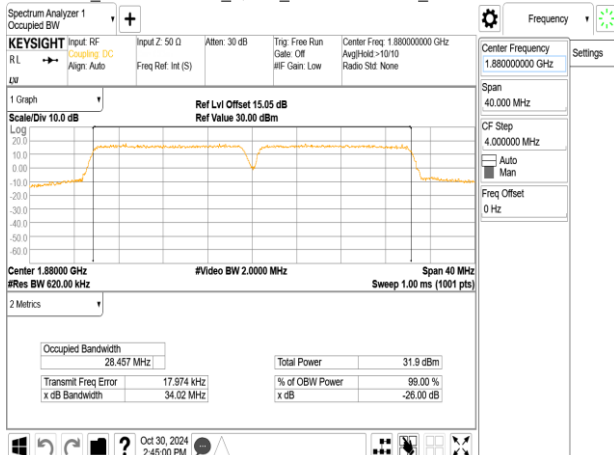 Spectrum Analyzer 1
Occupied BW
+
Frequency
KEYSIGHT
Input: RF
Input Z: 50 Ω
Atten: 30 dB
Trig: Free Run
Center Freq: 1.880000000 GHz
Coupling: DC
Gate: Off
Avg|Hold:>10/10
RL
Align: Auto
Freq Ref: Int (S)
#IF Gain: Low
Radio Std: None
Center Frequency
1.880000000 GHz
Settings
Span
40.000 MHz
CF Step
4.000000 MHz
Auto
Man
Freq Offset
0 Hz
1 Graph
Ref Lvl Offset 15.05 dB
Scale/Div 10.0 dB
Ref Value 30.00 dBm
Log
20.0
10.0
0.00
-10.0
-20.0
-30.0
-40.0
-50.0
-60.0
Center 1.88000 GHz
#Video BW 2.0000 MHz
Span 40 MHz
#Res BW 620.00 kHz
Sweep 1.00 ms (1001 pts)
2 Metrics
Occupied Bandwidth
28.457 MHz
Total Power
31.9 dBm
Transmit Freq Error
17.974 kHz
% of OBW Power
99.00 %
x dB Bandwidth
34.02 MHz
x dB
-26.00 dB
?
Oct 30, 2024
2:45:00 PM